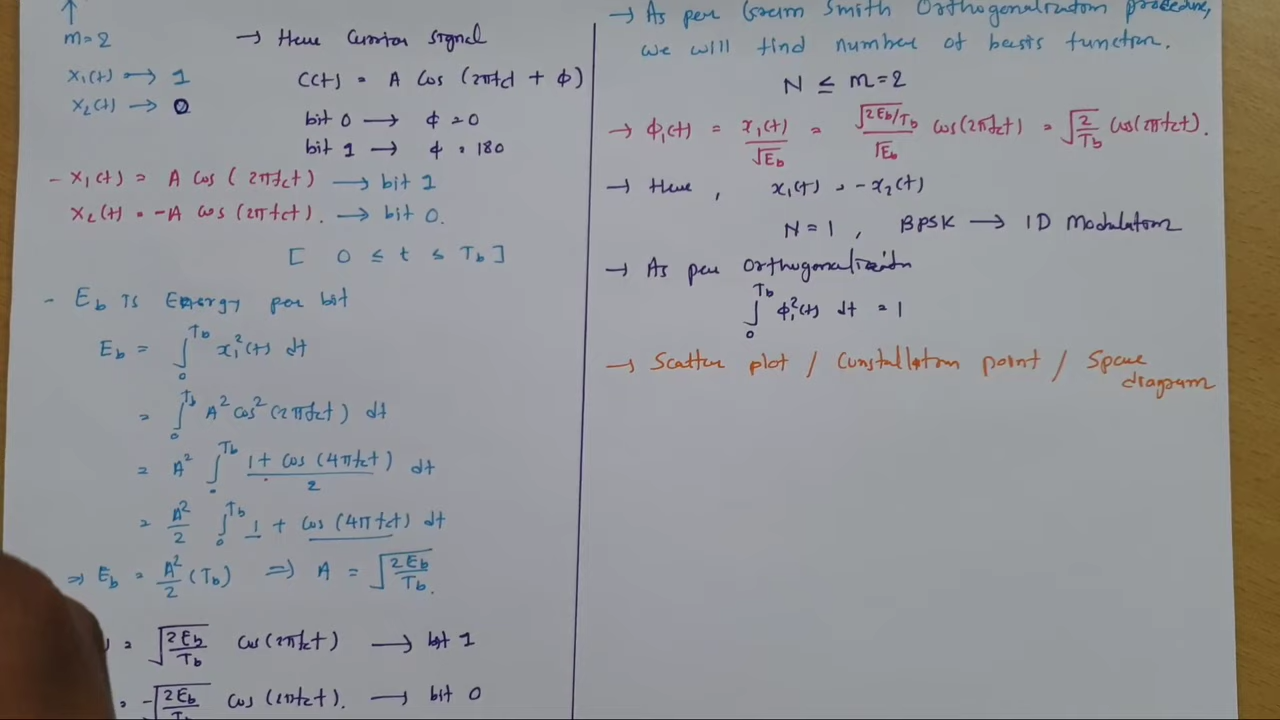 m=2
→ Here Carrier signal
x₁(t) → 1
C(t) = A Cos (2πfct + φ)
x₂(t) → 0
bit 0 → φ = 0
bit 1 → φ = 180
- x₁(t) = A Cos (2πfct) → bit 1
x₂(t) = -A Cos (2πfct). → bit 0.
[ 0 ≤ t ≤ Tb ]
- Eb is Energy per bit
Eb = ∫₀^Tb x₁²(t) dt
= ∫₀^Tb A² Cos² (2πfct) dt
= A² ∫₀^Tb (1 + Cos (4πfct))/2 dt
= A²/2 ∫₀^Tb 1 + Cos (4πfct) dt
⇒ Eb = A²/2 (Tb) ⇒ A = √(2Eb/Tb).
= √(2Eb/Tb) Cos (2πfct) → bit 1
= -√(2Eb/Tb) Cos (2πfct). → bit 0
→ As per Gram Smith Orthogonalization procedure,
we will find number of basis function.
N ≤ m = 2
→ φ₁(t) = x₁(t)/√Eb = √(2Eb/Tb)/√Eb Cos (2πfct) = √(2/Tb) Cos (2πfct).
→ Here, x₁(t) = -x₂(t)
N = 1, BPSK → 1D Modulation
→ As per Orthogonalization
∫₀^Tb φ₁²(t) dt = 1
→ Scatter plot / Constellation point / Space
diagram